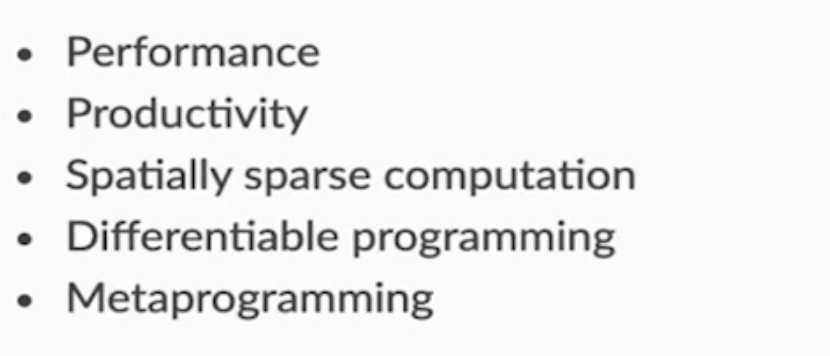 • Performance
• Productivity
• Spatially sparse computation
• Differentiable programming
• Metaprogramming